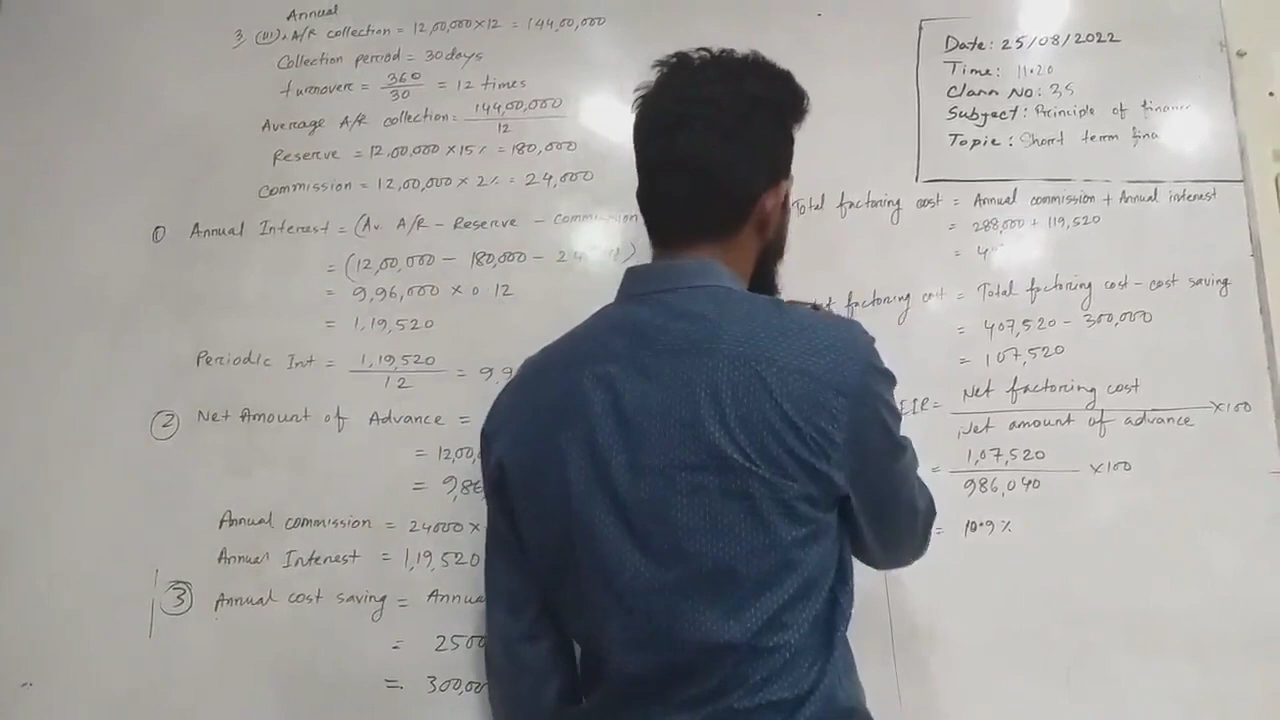 Annual
3. (III). A/R collection = 12,00,000 x 12 = 144,00,000
Collection period = 30 days
turnover = 360/30 = 12 times
Average A/R collection = 144,00,000/12
Reserve = 12,00,000 x 15% = 180,000
Commission = 12,00,000 x 2% = 24,000
① Annual Interest = (Av. A/R - Reserve - Commission
= (12,00,000 - 180,000 - 24
= 9,96,000 x 0.12
= 1,19,520
Periodic Int = 1,19,520/12 = 9,9
② Net Amount of Advance =
= 12,00,
= 9,86
Annual commission = 24000 x
Annual Interest = 1,19,520
③ Annual cost saving = Annua
= 2500
= 300,00
Date: 25/08/2022
Time: 11.20
Class No: 35
Subject: Principle of finance
Topic: Short term fina
Total factoring cost = Annual commission + Annual interest
= 288,000 + 119,520
= 4
factoring cost = Total factoring cost - cost saving
= 407,520 - 300,000
= 107,520
EIR = Net factoring cost / Net amount of advance x100
= 1,07,520/986,040 x100
= 10.9%